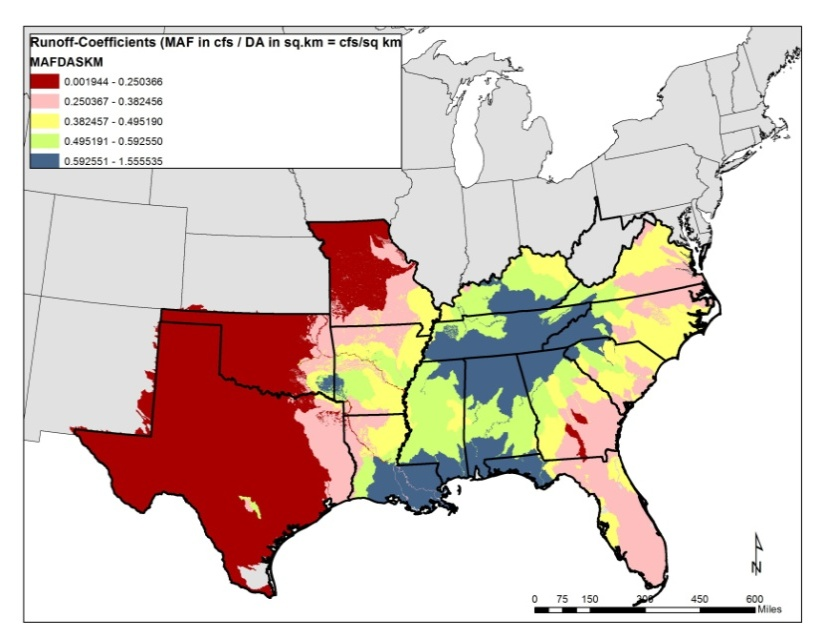 Runoff-Coefficients (MAF in cfs / DA in sq.km = cfs/sq km
MAFDASKM
0.001944 - 0.250366
0.250367 - 0.382456
0.382457 - 0.495190
0.495191 - 0.592550
0.592551 - 1.555535
N
0 75 150 300 450 600
Miles